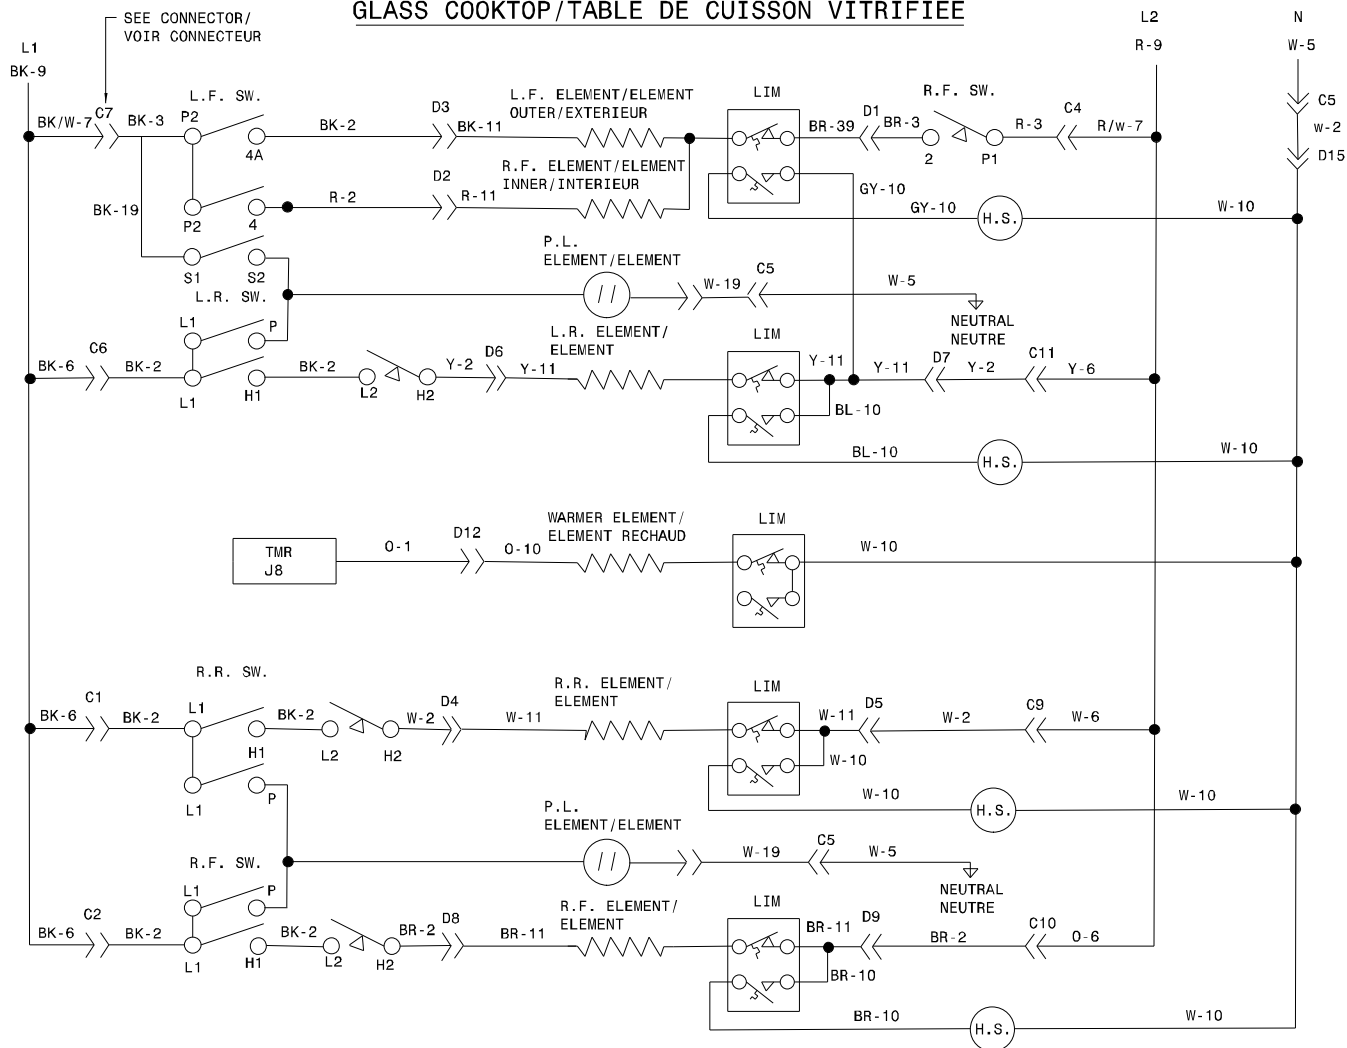 GLASS COOKTOP/TABLE DE CUISSON VITRIFIEE
SEE CONNECTOR/
VOIR CONNECTEUR
L1
BK-9
L2
R-9
N
W-5
C5
W-2
D15
BK/W-7
C7
BK-3
L.F. SW.
P2
4A
BK-2
D3
BK-11
L.F. ELEMENT/ELEMENT
OUTER/EXTERIEUR
LIM
D1
BR-39
BR-3
R.F. SW.
2
P1
R-3
C4
R/W-7
BK-19
P2
4
R-2
D2
R-11
R.F. ELEMENT/ELEMENT
INNER/INTERIEUR
GY-10
GY-10
H.S.
W-10
S1
S2
L.R. SW.
P.L.
ELEMENT/ELEMENT
W-19
C5
W-5
NEUTRAL
NEUTRE
L1
P
BK-6
C6
BK-2
L1
H1
BK-2
L2
H2
Y-2
D6
Y-11
L.R. ELEMENT/
ELEMENT
LIM
Y-11
Y-11
D7
Y-2
C11
Y-6
BL-10
BL-10
H.S.
W-10
TMR
J8
O-1
D12
O-10
WARMER ELEMENT/
ELEMENT RECHAUD
LIM
W-10
R.R. SW.
BK-6
C1
BK-2
L1
H1
BK-2
L2
H2
W-2
D4
W-11
R.R. ELEMENT/
ELEMENT
LIM
W-11
D5
W-2
C9
W-6
W-10
L1
P
W-10
H.S.
W-10
P.L.
ELEMENT/ELEMENT
W-19
C5
W-5
NEUTRAL
NEUTRE
R.F. SW.
L1
P
BK-6
C2
BK-2
L1
H1
BK-2
L2
H2
BR-2
D8
BR-11
R.F. ELEMENT/
ELEMENT
LIM
BR-11
D9
BR-2
C10
O-6
BR-10
BR-10
H.S.
W-10